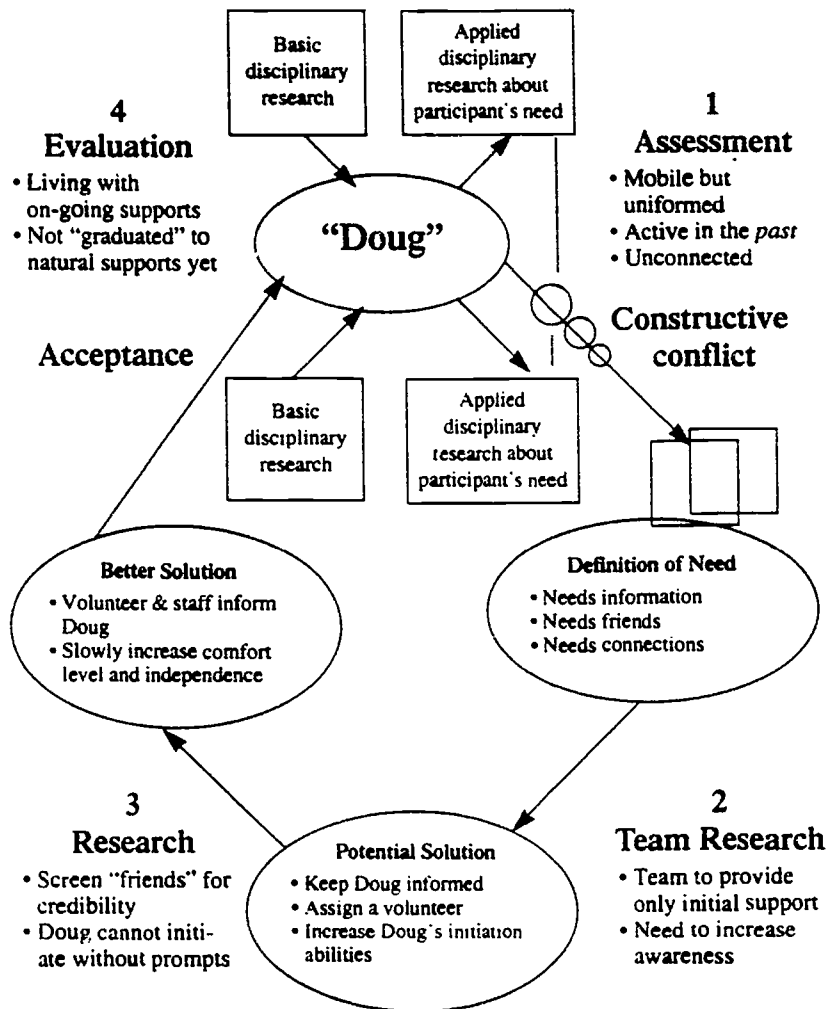 Basic
disciplinary
research
Applied
disciplinary
research about
participant's need
4
Evaluation
• Living with
on-going supports
• Not "graduated" to
natural supports yet
"Doug"
1
Assessment
• Mobile but
uniformed
• Active in the past
• Unconnected
Acceptance
Constructive
conflict
Basic
disciplinary
research
Applied
disciplinary
research about
participant's need
Better Solution
• Volunteer & staff inform
Doug
• Slowly increase comfort
level and independence
Definition of Need
• Needs information
• Needs friends
• Needs connections
3
Research
• Screen "friends" for
credibility
• Doug cannot initi-
ate without prompts
Potential Solution
• Keep Doug informed
• Assign a volunteer
• Increase Doug's initiation
abilities
2
Team Research
• Team to provide
only initial support
• Need to increase
awareness